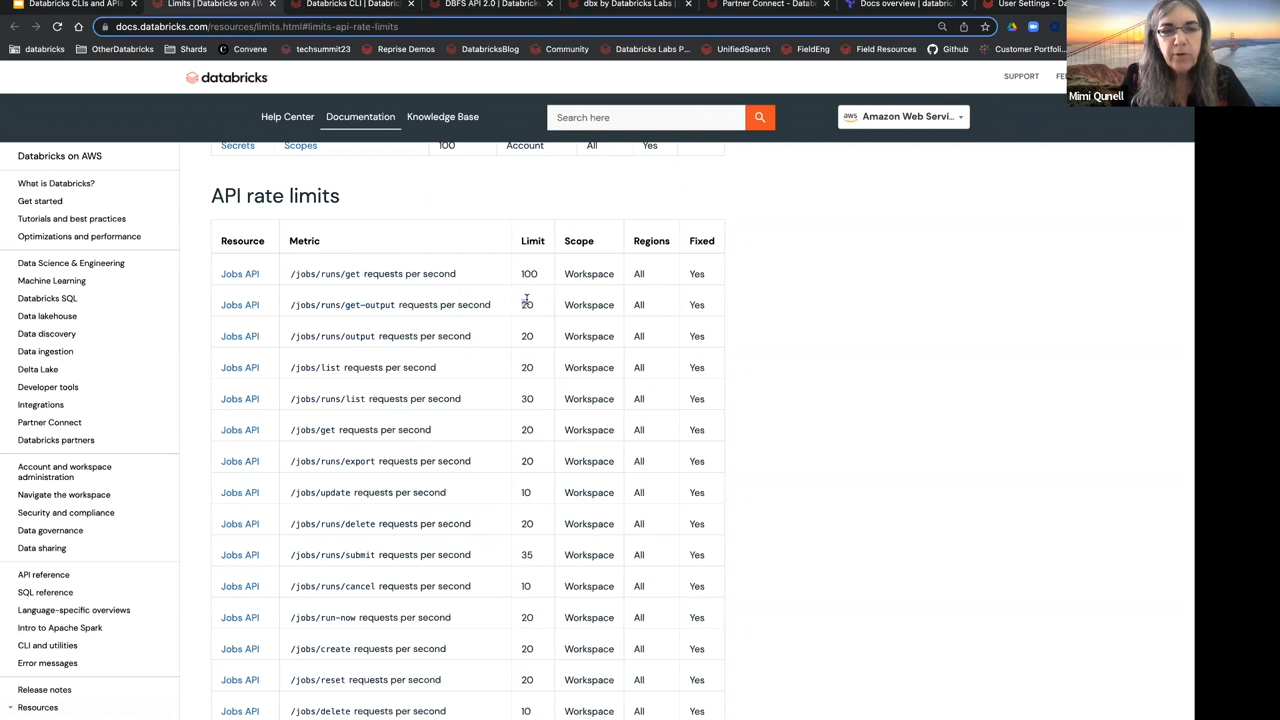 Databricks CLIs and APIs
Limits | Databricks on AW
Databricks CLI | Databricks
DBFS API 2.0 | Databricks
dbx by Databricks Labs |
Partner Connect - Databr
Docs overview | databrick
User Settings - Da
docs.databricks.com/resources/limits.html#limits-api-rate-limits
databricks
OtherDatabricks
Shards
Convene
techsummit23
Reprise Demos
DatabricksBlog
Community
Databricks Labs P...
UnifiedSearch
FieldEng
Field Resources
Github
Customer Portfoli...
Mimi Qunell
databricks
SUPPORT
Help Center
Documentation
Knowledge Base
Search here
aws Amazon Web Servi...
Databricks on AWS
What is Databricks?
Get started
Tutorials and best practices
Optimizations and performance
Data Science & Engineering
Machine Learning
Databricks SQL
Data lakehouse
Data discovery
Data ingestion
Delta Lake
Developer tools
Integrations
Partner Connect
Databricks partners
Account and workspace
administration
Navigate the workspace
Security and compliance
Data governance
Data sharing
API reference
SQL reference
Language-specific overviews
Intro to Apache Spark
CLI and utilities
Error messages
Release notes
Resources
Secrets Scopes 100 Account All Yes
API rate limits
Resource Metric Limit Scope Regions Fixed
Jobs API /jobs/runs/get requests per second 100 Workspace All Yes
Jobs API /jobs/runs/get-output requests per second 20 Workspace All Yes
Jobs API /jobs/runs/output requests per second 20 Workspace All Yes
Jobs API /jobs/list requests per second 20 Workspace All Yes
Jobs API /jobs/runs/list requests per second 30 Workspace All Yes
Jobs API /jobs/get requests per second 20 Workspace All Yes
Jobs API /jobs/runs/export requests per second 20 Workspace All Yes
Jobs API /jobs/update requests per second 10 Workspace All Yes
Jobs API /jobs/runs/delete requests per second 20 Workspace All Yes
Jobs API /jobs/runs/submit requests per second 35 Workspace All Yes
Jobs API /jobs/runs/cancel requests per second 10 Workspace All Yes
Jobs API /jobs/run-now requests per second 20 Workspace All Yes
Jobs API /jobs/create requests per second 20 Workspace All Yes
Jobs API /jobs/reset requests per second 20 Workspace All Yes
Jobs API /jobs/delete requests per second 10 Workspace All Yes